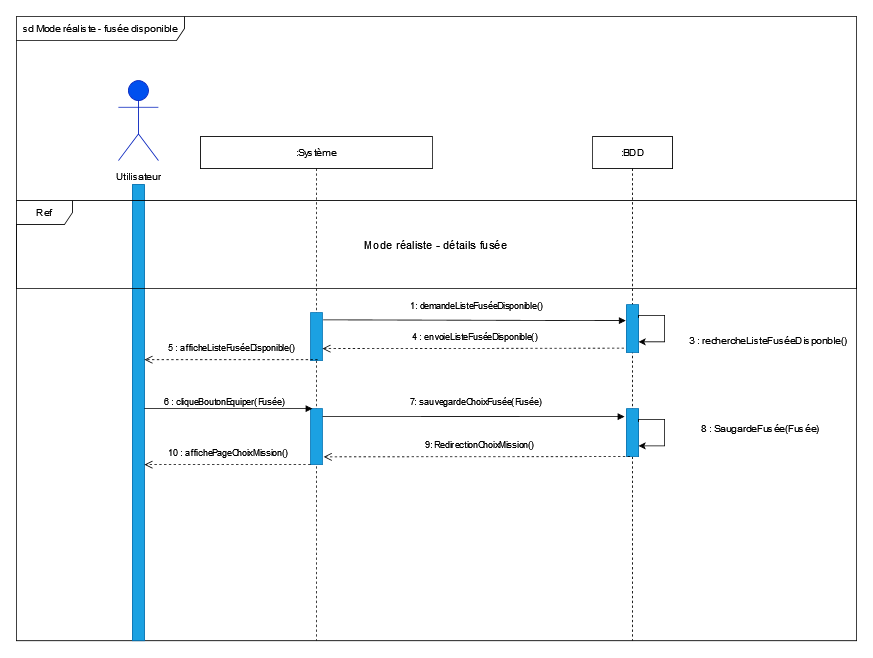 sd Mode réaliste - fusée disponible
:Système
:BDD
Utilisateur
Ref
Mode réaliste - détails fusée
1: demandeListeFuséeDisponible()
4 : envoieListeFuséeDisponible()
3 : rechercheListeFuséeDisponble()
5 : afficheListeFuséeDisponible()
6 : cliqueBoutonEquiper(Fusée)
7: sauvegardeChoixFusée(Fusée)
8 : SaugardeFusée(Fusée)
9: RedirectionChoixMission()
10 : affichePageChoixMission()